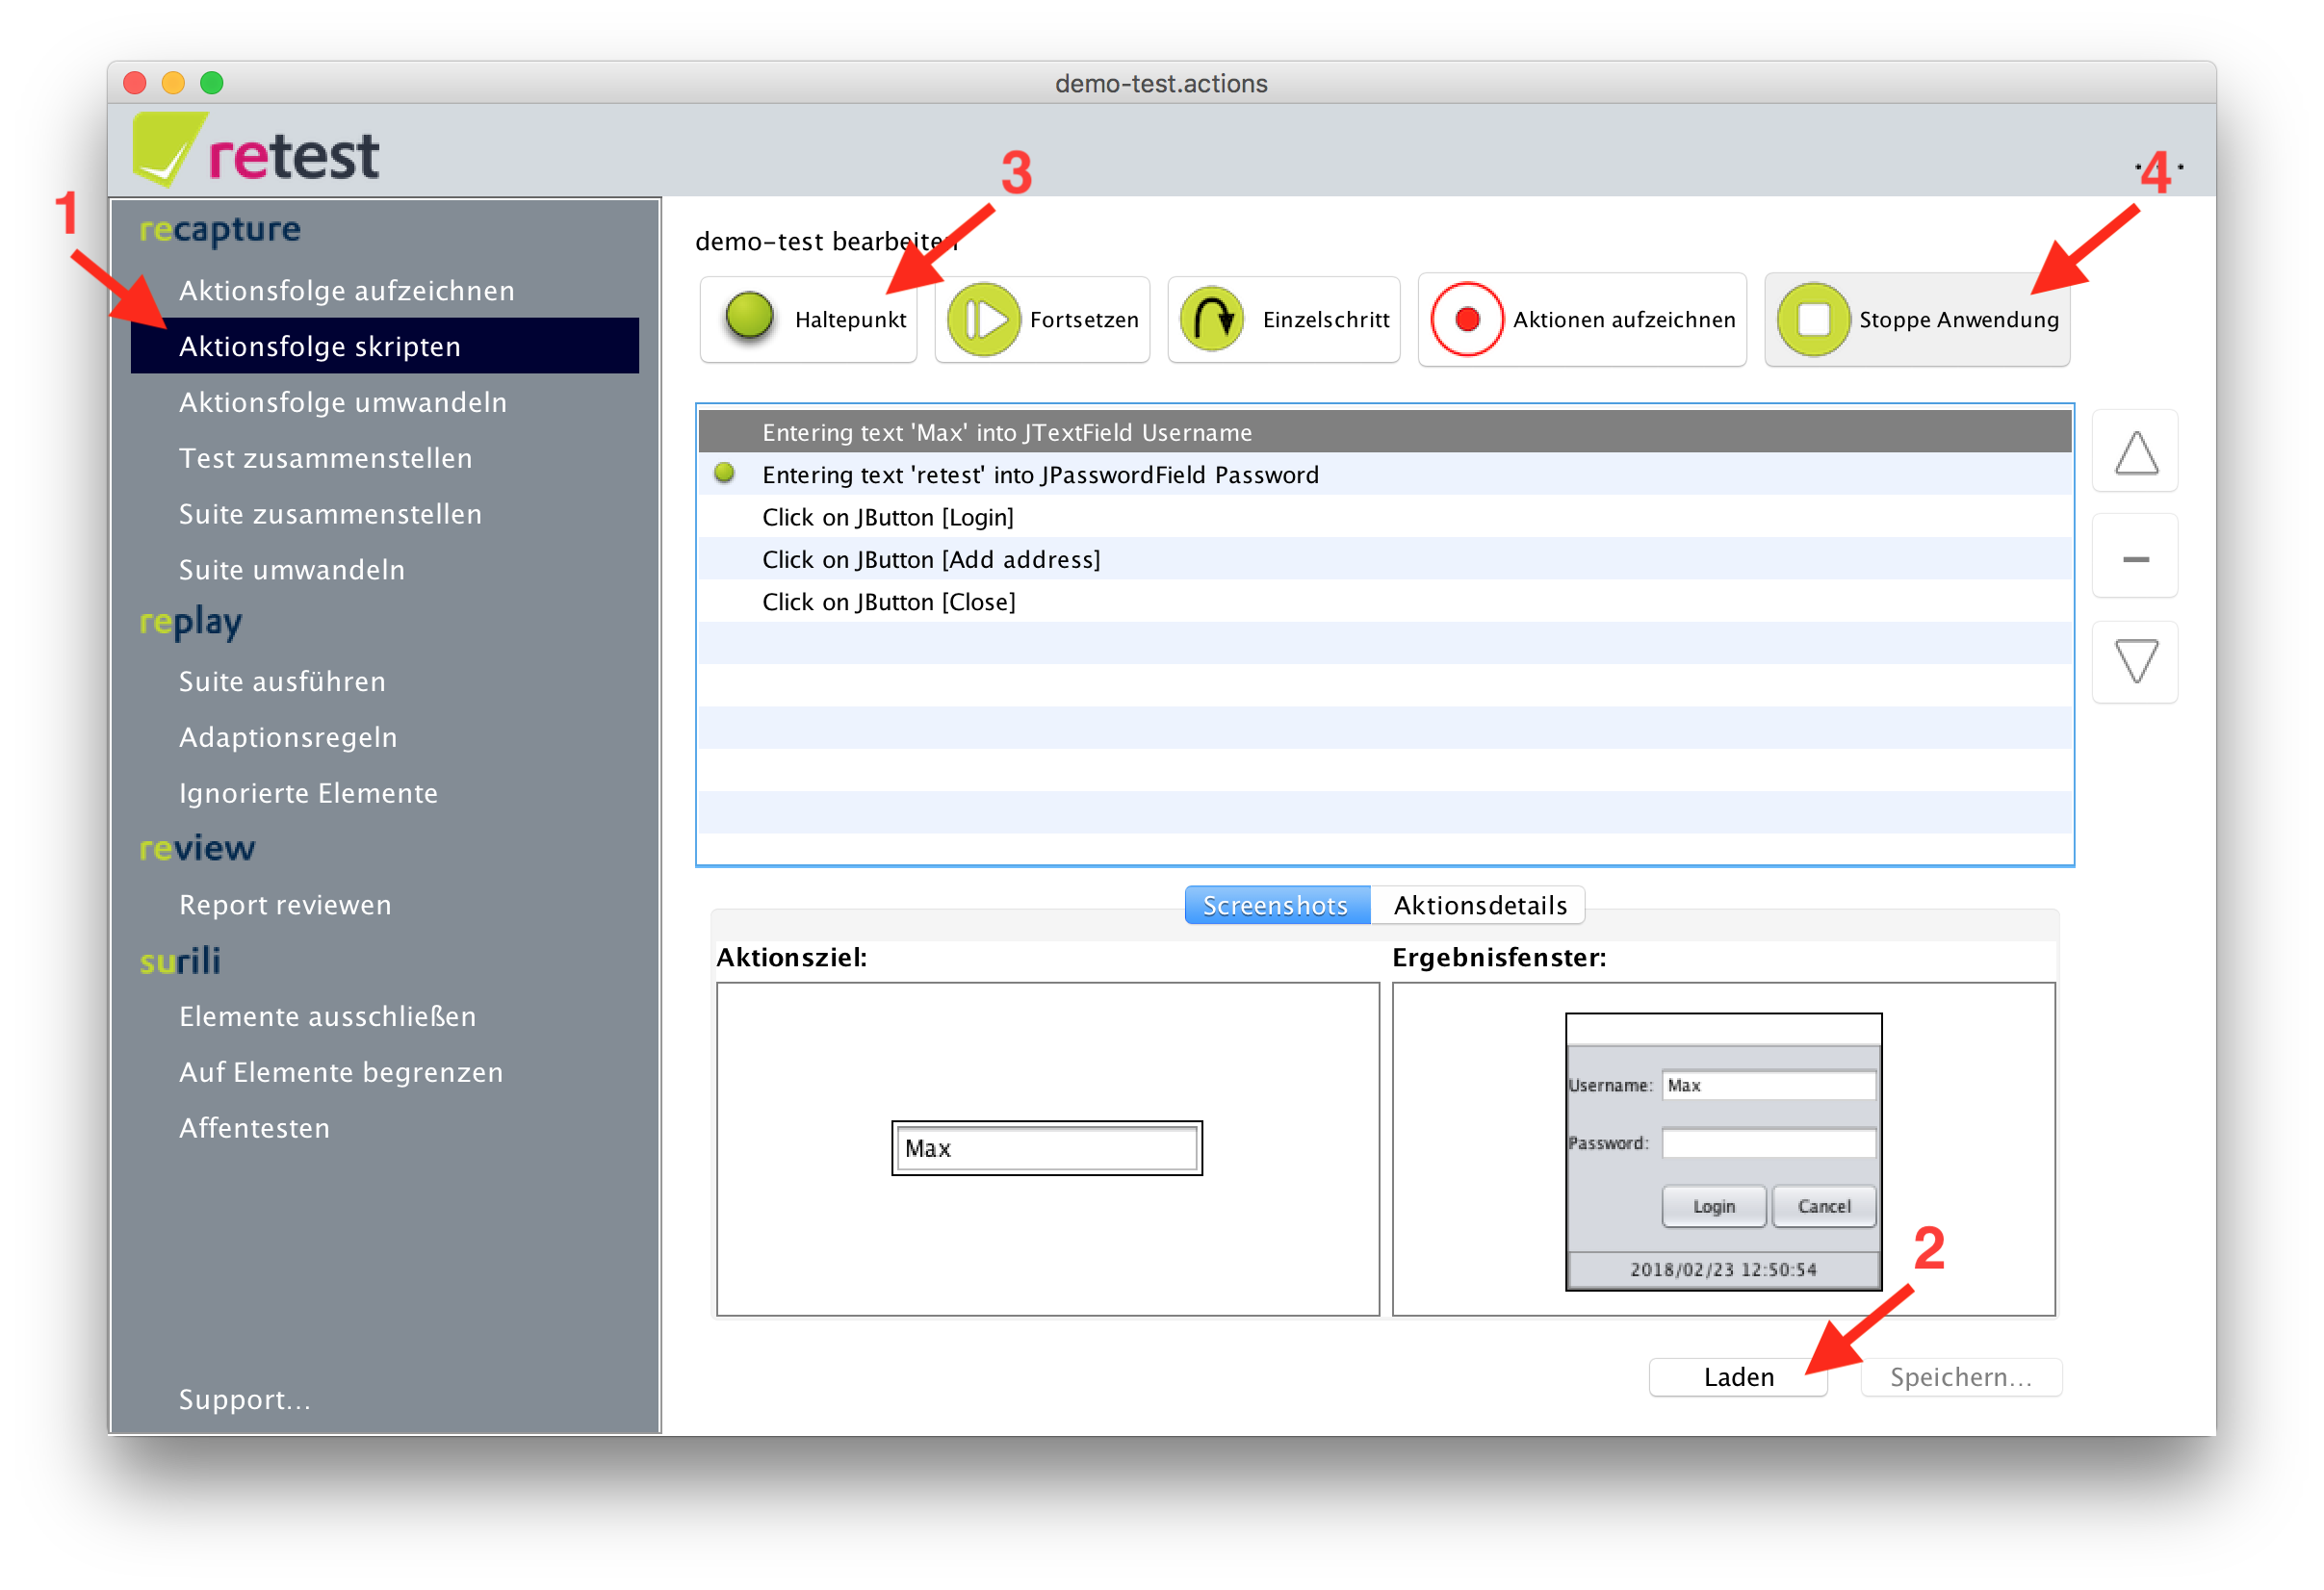 demo-test.actions
retest
1
3
4
recapture
Aktionsfolge aufzeichnen
Aktionsfolge skripten
Aktionsfolge umwandeln
Test zusammenstellen
Suite zusammenstellen
Suite umwandeln
replay
Suite ausführen
Adaptionsregeln
Ignorierte Elemente
review
Report reviewen
surili
Elemente ausschließen
Auf Elemente begrenzen
Affentesten
Support...
demo-test bearbeiten
Haltepunkt
Fortsetzen
Einzelschritt
Aktionen aufzeichnen
Stoppe Anwendung
Entering text 'Max' into JTextField Username
Entering text 'retest' into JPasswordField Password
Click on JButton [Login]
Click on JButton [Add address]
Click on JButton [Close]
Screenshots
Aktionsdetails
Aktionsziel:
Max
Ergebnisfenster:
Username: Max
Password:
Login
Cancel
2018/02/23 12:50:54
2
Laden
Speichern...